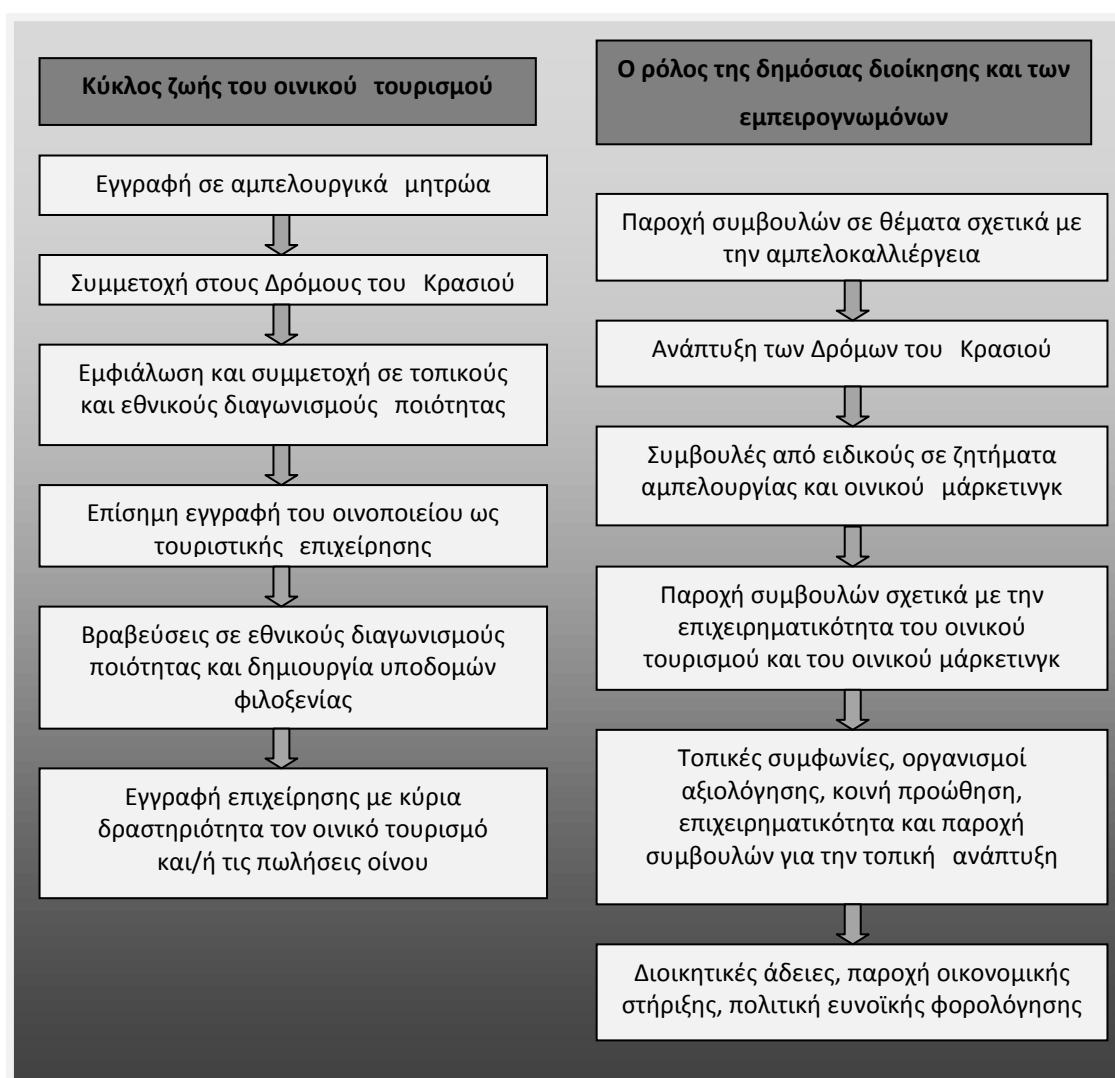 Κύκλος ζωής του οινικού τουρισμού
Εγγραφή σε αμπελουργικά μητρώα
Συμμετοχή στους Δρόμους του Κρασιού
Εμφιάλωση και συμμετοχή σε τοπικούς
και εθνικούς διαγωνισμούς ποιότητας
Επίσημη εγγραφή του οινοποιείου ως
τουριστικής επιχείρησης
Βραβεύσεις σε εθνικούς διαγωνισμούς
ποιότητας και δημιουργία υποδομών
φιλοξενίας
Εγγραφή επιχείρησης με κύρια
δραστηριότητα τον οινικό τουρισμό
και/ή τις πωλήσεις οίνου
Ο ρόλος της δημόσιας διοίκησης και των
εμπειρογνωμόνων
Παροχή συμβουλών σε θέματα σχετικά με
την αμπελοκαλλιέργεια
Ανάπτυξη των Δρόμων του Κρασιού
Συμβουλές από ειδικούς σε ζητήματα
αμπελουργίας και οινικού μάρκετινγκ
Παροχή συμβουλών σχετικά με την
επιχειρηματικότητα του οινικού
τουρισμού και του οινικού μάρκετινγκ
Τοπικές συμφωνίες, οργανισμοί
αξιολόγησης, κοινή προώθηση,
επιχειρηματικότητα και παροχή
συμβουλών για την τοπική ανάπτυξη
Διοικητικές άδειες, παροχή οικονομικής
στήριξης, πολιτική ευνοϊκής φορολόγησης